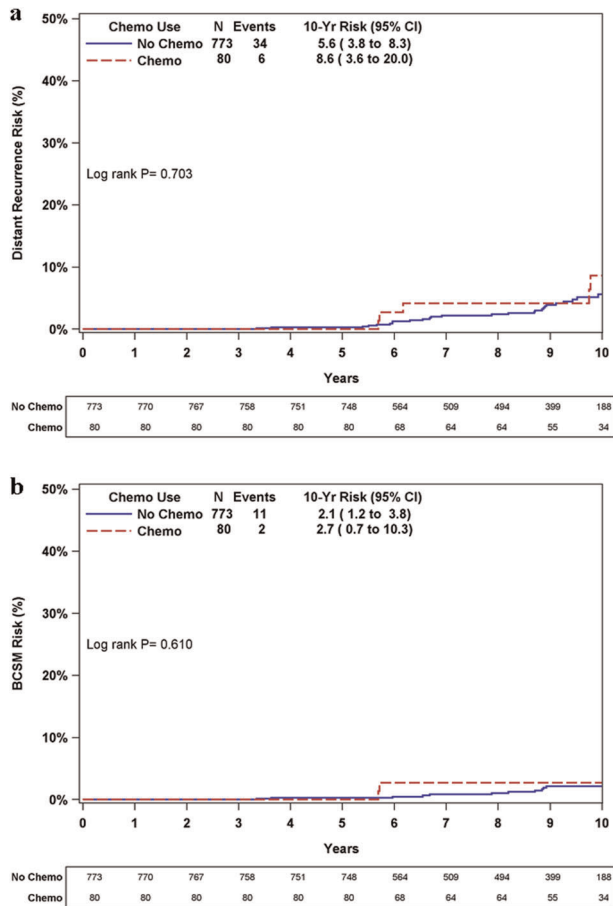 a
50%
40%
30%
20%
10%
0%
Distant Recurrence Risk (%)
Chemo Use N Events 10-Yr Risk (95% CI)
No Chemo 773 34 5.6 ( 3.8 to 8.3)
Chemo 80 6 8.6 ( 3.6 to 20.0)
Log rank P= 0.703
0 1 2 3 4 5 6 7 8 9 10
Years
No Chemo 773 770 767 758 751 748 564 509 494 399 188
Chemo 80 80 80 80 80 80 68 64 64 55 34
b
50%
40%
30%
20%
10%
0%
BCSM Risk (%)
Chemo Use N Events 10-Yr Risk (95% CI)
No Chemo 773 11 2.1 ( 1.2 to 3.8)
Chemo 80 2 2.7 ( 0.7 to 10.3)
Log rank P= 0.610
0 1 2 3 4 5 6 7 8 9 10
Years
No Chemo 773 770 767 758 751 748 564 509 494 399 188
Chemo 80 80 80 80 80 80 68 64 64 55 34